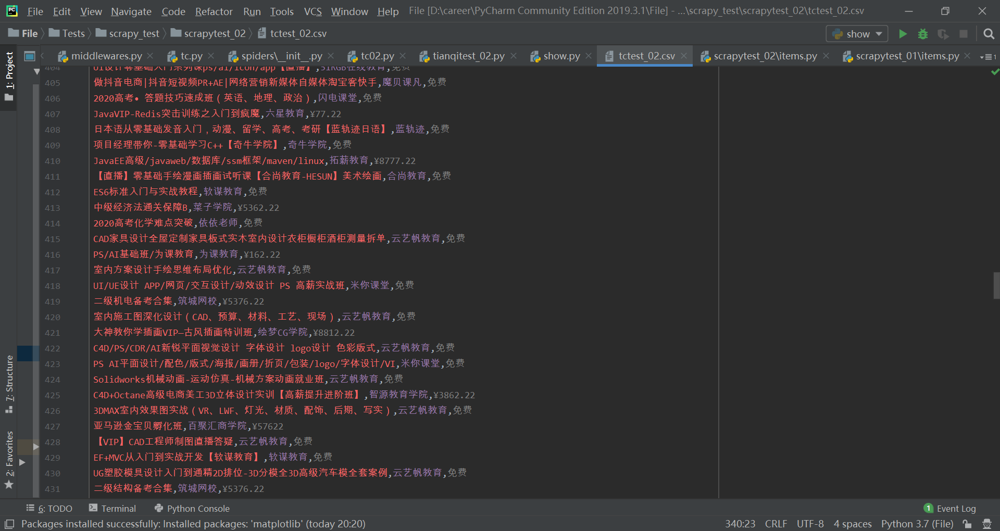 File Edit View Navigate Code Refactor Run Tools VCS Window Help File [D:\career\PyCharm Community Edition 2019.3.1\File] - ...\scrapy_test\scrapytest_02\tctest_02.csv
File Tests scrapy_test scrapytest_02 tctest_02.csv show
middlewares.py tc.py spiders\__init__.py tc02.py tianqitest_02.py show.py tctest_02.csv scrapytest_02\items.py scrapytest_01\items.py 1
1: Project
7: Structure
2: Favorites
404 UI设计零基础入门系列课ps/ai/icon/app【直播】,51RGB在线教育,免费
405 做抖音电商|抖音短视频PR+AE|网络营销新媒体自媒体淘宝客快手,魔贝课凡,免费
406 2020高考• 答题技巧速成班（英语、地理、政治）,闪电课堂,免费
407 JavaVIP-Redis突击训练之入门到疯魔,六星教育,¥77.22
408 日本语从零基础发音入门，动漫、留学、高考、考研【蓝轨迹日语】,蓝轨迹,免费
409 项目经理带你-零基础学习C++【奇牛学院】,奇牛学院,免费
410 JavaEE高级/javaweb/数据库/ssm框架/maven/linux,拓薪教育,¥8777.22
411 【直播】零基础手绘漫画插画试听课【合尚教育-HESUN】美术绘画,合尚教育,免费
412 ES6标准入门与实战教程,软谋教育,免费
413 中级经济法通关保障B,菜子学院,¥5362.22
414 2020高考化学难点突破,依依老师,免费
415 CAD家具设计全屋定制家具板式实木室内设计衣柜橱柜酒柜测量拆单,云艺帆教育,免费
416 PS/AI基础班/为课教育,为课教育,¥162.22
417 室内方案设计手绘思维布局优化,云艺帆教育,免费
418 UI/UE设计 APP/网页/交互设计/动效设计 PS 高薪实战班,米你课堂,免费
419 二级机电备考合集,筑城网校,¥5376.22
420 室内施工图深化设计（CAD、预算、材料、工艺、现场）,云艺帆教育,免费
421 大神教你学插画VIP—古风插画特训班,绘梦CG学院,¥8812.22
422 C4D/PS/CDR/AI新锐平面视觉设计 字体设计 logo设计 色彩版式,云艺帆教育,免费
423 PS AI平面设计/配色/版式/海报/画册/折页/包装/logo/字体设计/VI,米你课堂,免费
424 Solidworks机械动画-运动仿真-机械方案动画就业班,云艺帆教育,免费
425 C4D+Octane高级电商美工3D立体设计实训【高薪提升进阶班】,智源教育学院,¥3862.22
426 3DMAX室内效果图实战（VR、LWF、灯光、材质、配饰、后期、写实）,云艺帆教育,免费
427 亚马逊金宝贝孵化班,百聚汇商学院,¥57622
428 【VIP】CAD工程师制图直播答疑,云艺帆教育,免费
429 EF+MVC从入门到实战开发【软谋教育】,软谋教育,免费
430 UG塑胶模具设计入门到通精2D排位-3D分模全3D高级汽车模全套案例,云艺帆教育,免费
431 二级结构备考合集,筑城网校,¥5376.22
6: TODO Terminal Python Console 1 Event Log
Packages installed successfully: Installed packages: 'matplotlib' (today 20:20) 340:23 CRLF UTF-8 4 spaces Python 3.7 (File)